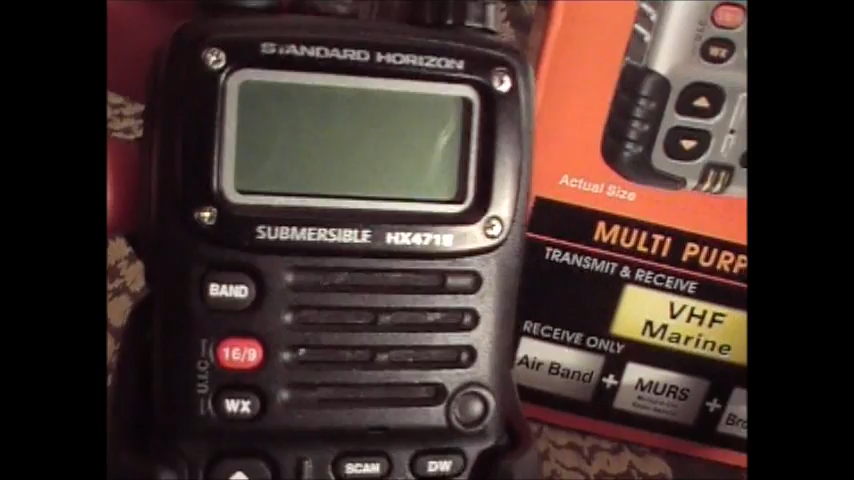 STANDARD HORIZON
SUBMERSIBLE HX471S
BAND
16/9
U.I.C
WX
SCAN
DW
WX
Actual Size
MULTI PURP
TRANSMIT & RECEIVE
VHF
Marine
RECEIVE ONLY
Air Band + MURS +